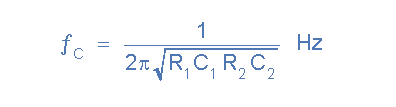 f_C = 1 / (2π√(R₁C₁R₂C₂)) Hz